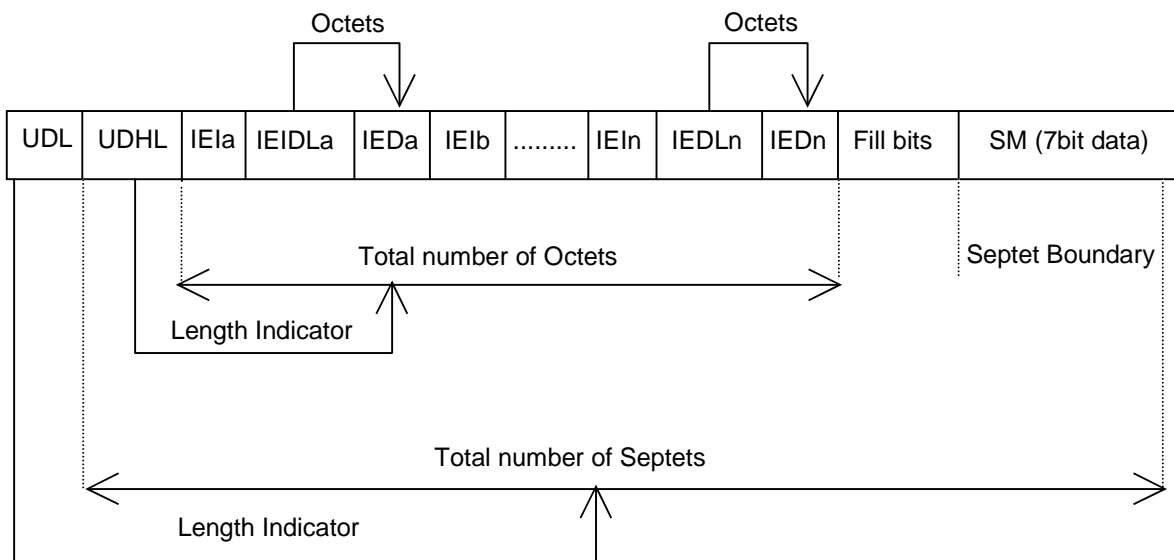 Octets Octets
UDL UDHL IEIa IEIDLa IEDa IEIb ......... IEIn IEDLn IEDn Fill bits SM (7bit data)
Total number of Octets
Septet Boundary
Length Indicator
Total number of Septets
Length Indicator